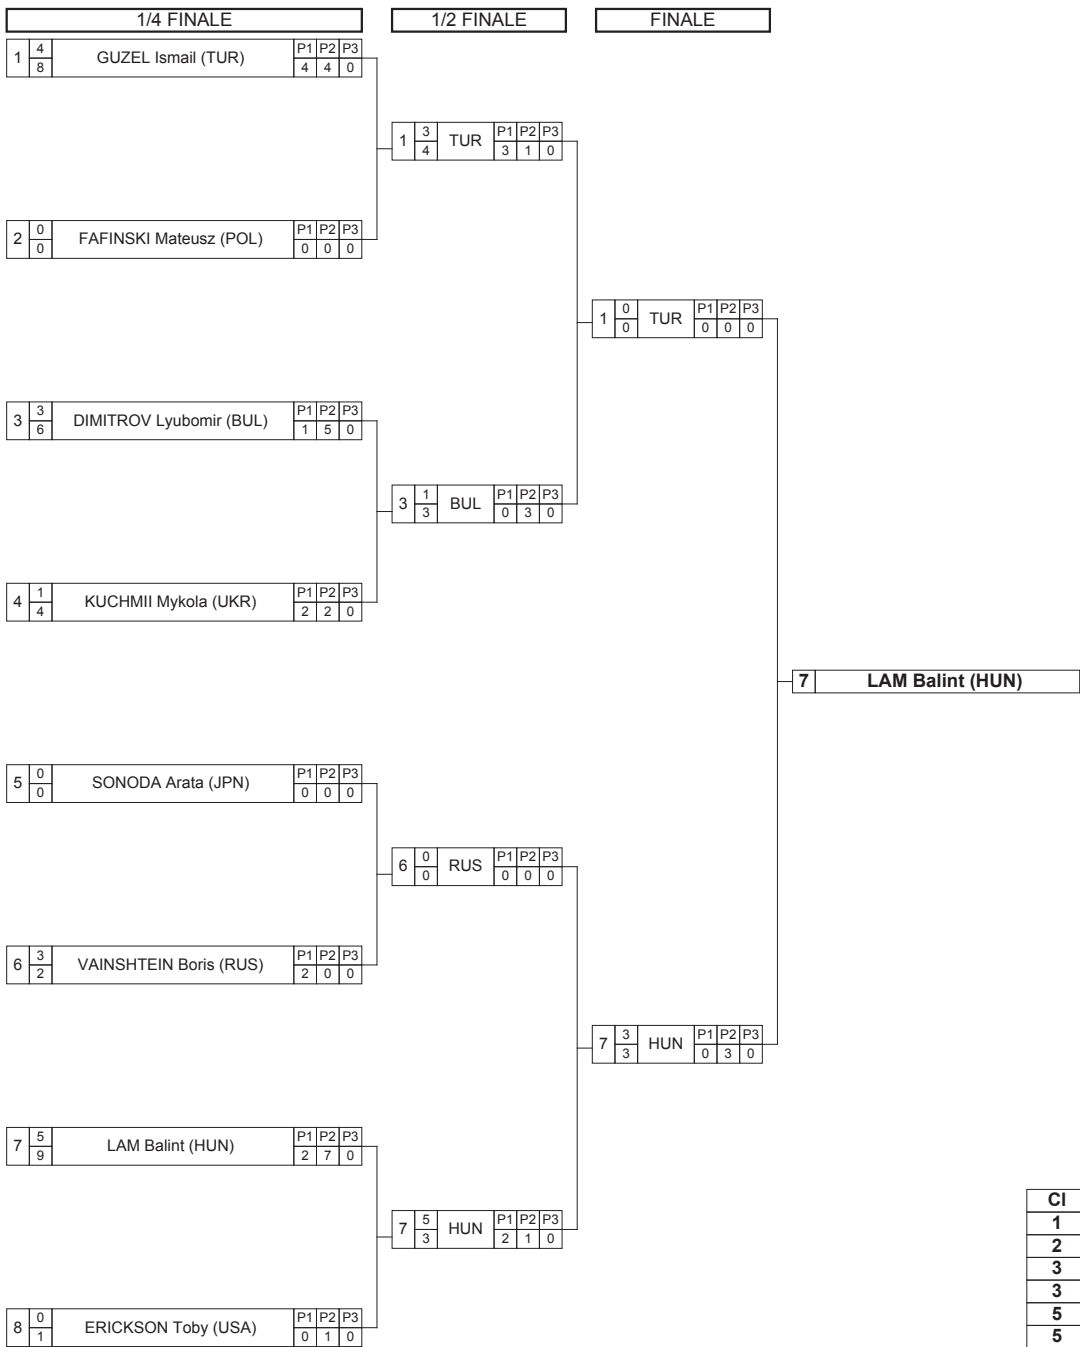 1/4 FINALE 1/2 FINALE FINALE
4 P1 P2 P3
1 GUZEL Ismail (TUR)
8 4 4 0
3 P1 P2 P3
1 TUR
4 3 1 0
0 P1 P2 P3
2 FAFINSKI Mateusz (POL)
0 0 0 0
0 P1 P2 P3
1 TUR
0 0 0 0
3 P1 P2 P3
3 DIMITROV Lyubomir (BUL)
6 1 5 0
1 P1 P2 P3
3 BUL
3 0 3 0
1 P1 P2 P3
4 KUCHMII Mykola (UKR)
4 2 2 0
7 LAM Balint (HUN)
0 P1 P2 P3
5 SONODA Arata (JPN)
0 0 0 0
0 P1 P2 P3
6 RUS
0 0 0 0
3 P1 P2 P3
6 VAINSHTEIN Boris (RUS)
2 2 0 0
3 P1 P2 P3
7 HUN
3 0 3 0
5 P1 P2 P3
7 LAM Balint (HUN)
9 2 7 0
5 P1 P2 P3
7 HUN
3 2 1 0
0 P1 P2 P3
8 ERICKSON Toby (USA)
1 0 1 0
Cl
1
2
3
3
5
5